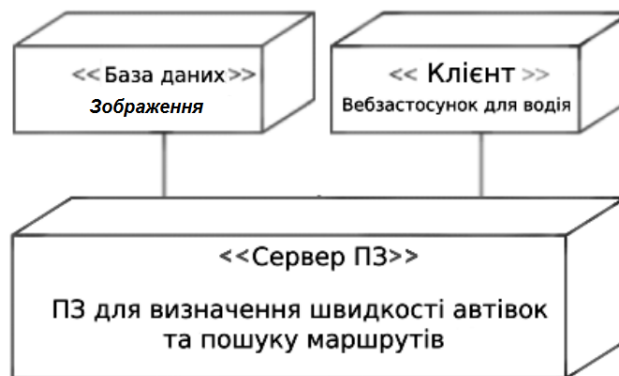 <<База даних>>
Зображення
<< Клієнт >>
Вебзастосунок для водія
<<Сервер ПЗ>>
ПЗ для визначення швидкості автівок
та пошуку маршрутів